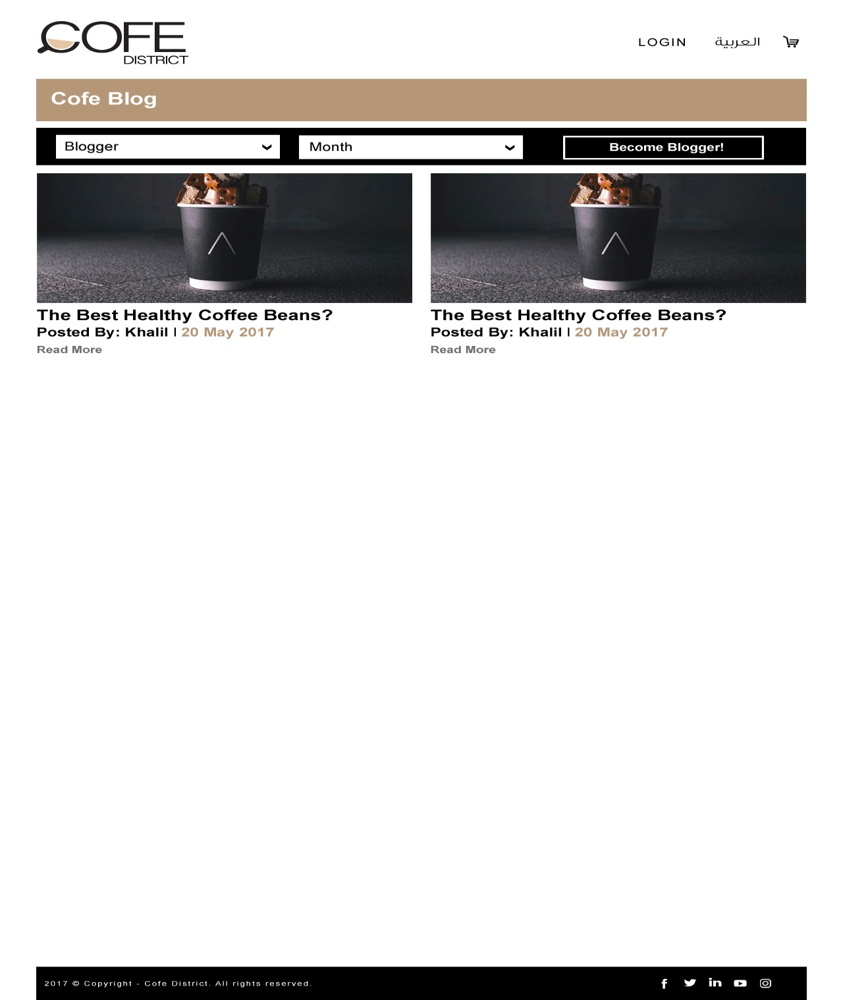 COFE
DISTRICT
LOGIN العربية
Cofe Blog
Blogger Month Become Blogger!
The Best Healthy Coffee Beans?
Posted By: Khalil | 20 May 2017
Read More
The Best Healthy Coffee Beans?
Posted By: Khalil | 20 May 2017
Read More
2017 © Copyright - Cofe District. All rights reserved.